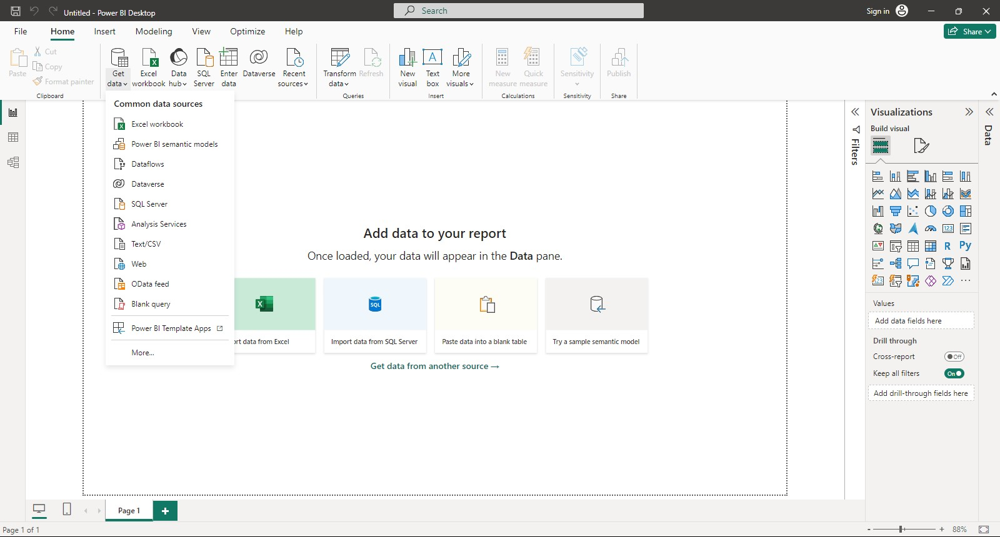 Untitled - Power BI Desktop
Search
Sign in
File
Home
Insert
Modeling
View
Optimize
Help
Share
Paste
Cut
Copy
Format painter
Clipboard
Get data
Excel workbook
Data hub
SQL Server
Enter data
Dataverse
Recent sources
Transform data
Refresh
Queries
New visual
Text box
More visuals
Insert
New measure
Quick measure
Calculations
Sensitivity
Sensitivity
Publish
Share
Common data sources
Excel workbook
Power BI semantic models
Dataflows
Dataverse
SQL Server
Analysis Services
Text/CSV
Web
OData feed
Blank query
Power BI Template Apps
More...
Add data to your report
Once loaded, your data will appear in the Data pane.
SQL
ort data from Excel
Import data from SQL Server
Paste data into a blank table
Try a sample semantic model
Get data from another source →
Filters
Visualizations
Build visual
123
R
Py
123
Values
Add data fields here
Drill through
Cross-report
Off
Keep all filters
On
Add drill-through fields here
Data
Page 1
Page 1 of 1
- + 88%